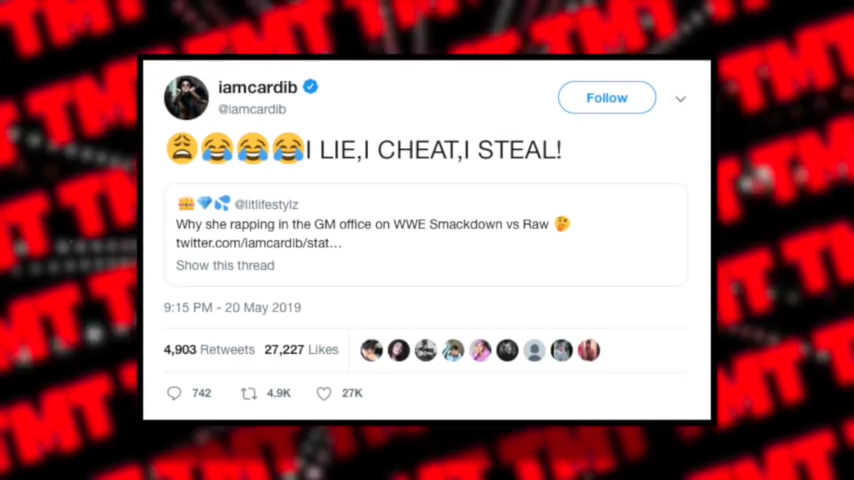 iamcardib
@iamcardib
Follow
😩😂😂😂I LIE,I CHEAT,I STEAL!
👑💎💦 @litlifestylz
Why she rapping in the GM office on WWE Smackdown vs Raw 🤔
twitter.com/iamcardib/stat...
Show this thread
9:15 PM - 20 May 2019
4,903 Retweets 27,227 Likes
742 4.9K 27K
TMT